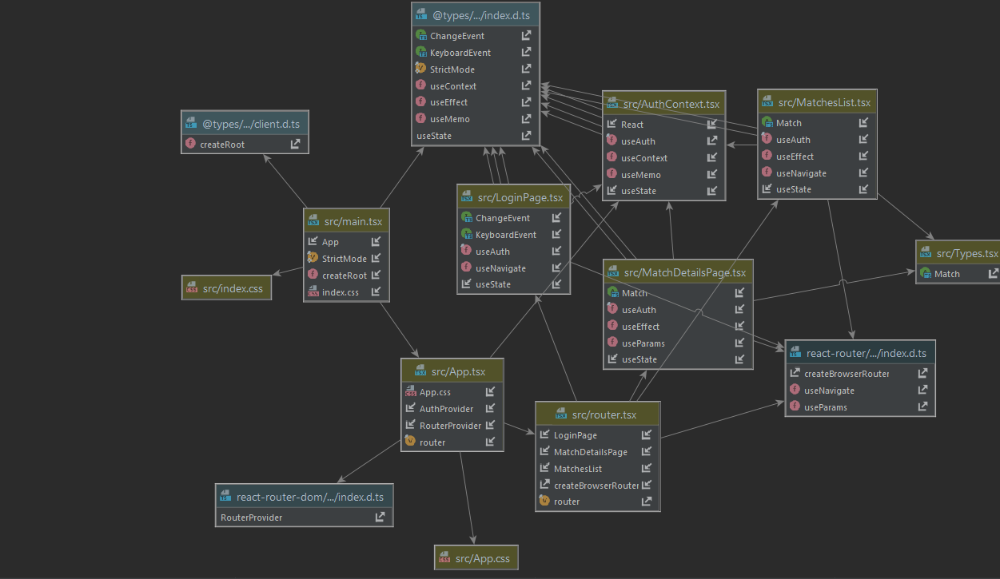 @types/.../index.d.ts
ChangeEvent
KeyboardEvent
StrictMode
useContext
useEffect
useMemo
useState
@types/.../client.d.ts
createRoot
src/AuthContext.tsx
React
useAuth
useContext
useMemo
useState
src/MatchesList.tsx
Match
useAuth
useEffect
useNavigate
useState
src/LoginPage.tsx
ChangeEvent
KeyboardEvent
useAuth
useNavigate
useState
src/main.tsx
App
StrictMode
createRoot
index.css
src/index.css
src/Types.tsx
Match
src/MatchDetailsPage.tsx
Match
useAuth
useEffect
useParams
useState
react-router/.../index.d.ts
createBrowserRouter
useNavigate
useParams
src/App.tsx
App.css
AuthProvider
RouterProvider
router
src/router.tsx
LoginPage
MatchDetailsPage
MatchesList
createBrowserRouter
router
react-router-dom/.../index.d.ts
RouterProvider
src/App.css